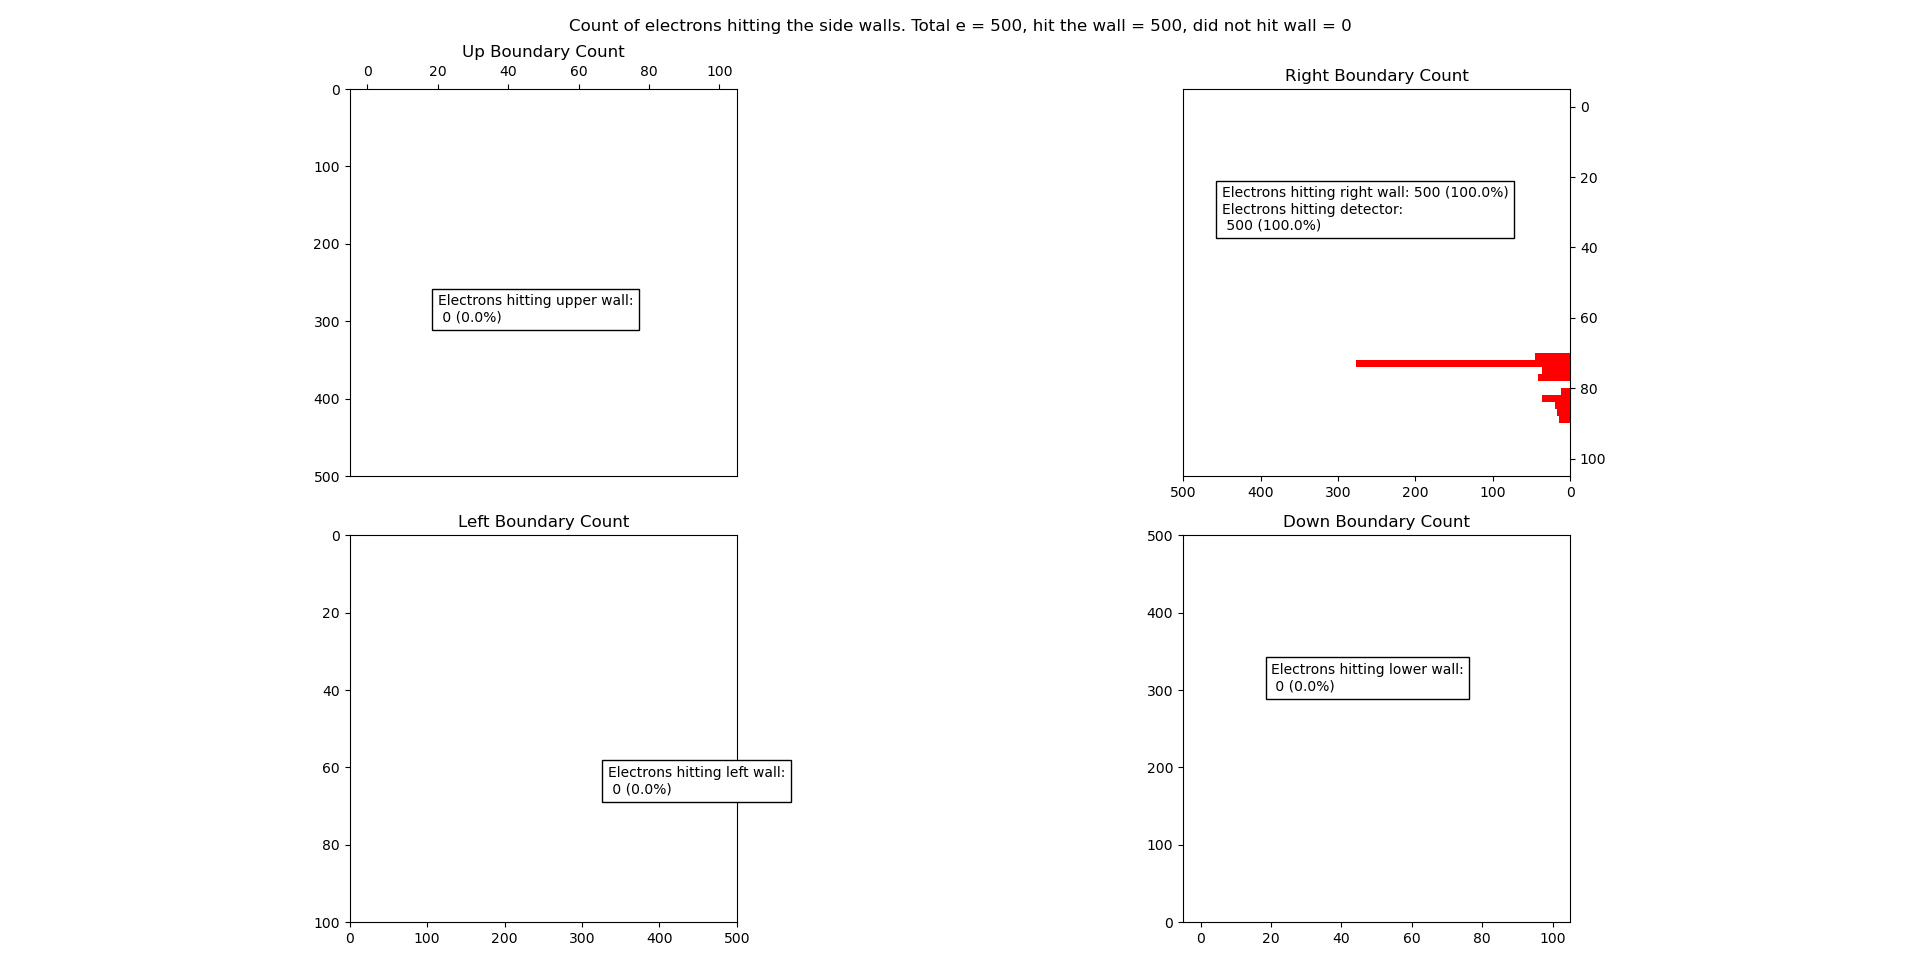 Count of electrons hitting the side walls. Total e = 500, hit the wall = 500, did not hit wall = 0
Up Boundary Count
0 20 40 60 80 100
0
100
200
300
400
500
Electrons hitting upper wall:
0 (0.0%)
Right Boundary Count
Electrons hitting right wall: 500 (100.0%)
Electrons hitting detector:
500 (100.0%)
0
20
40
60
80
100
500 400 300 200 100 0
Left Boundary Count
0
20
40
60
80
100
Electrons hitting left wall:
0 (0.0%)
0 100 200 300 400 500
Down Boundary Count
500
400
300
200
100
0
Electrons hitting lower wall:
0 (0.0%)
0 20 40 60 80 100